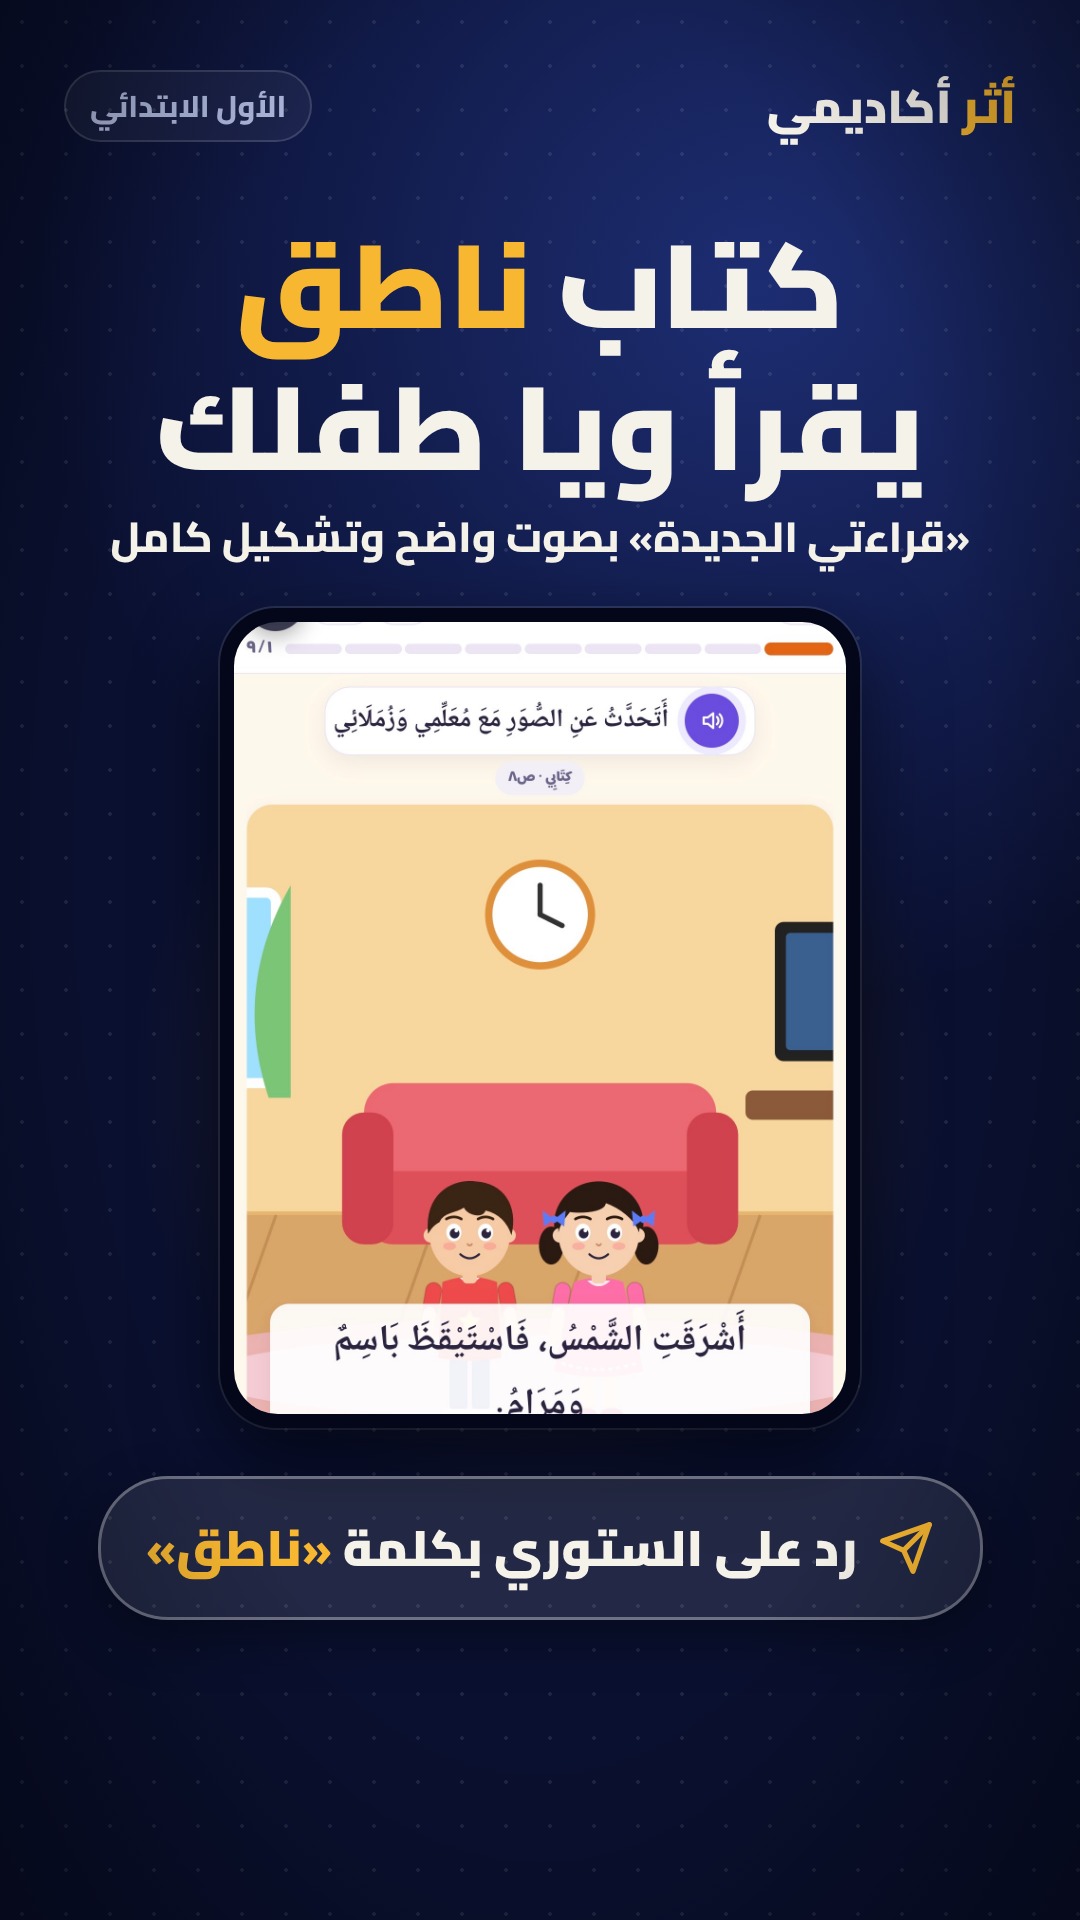 أثر أكاديمي
الأول الابتدائي
كتاب ناطق
يقرأ ويا طفلك
«قراءتي الجديدة» بصوت واضح وتشكيل كامل
٩/١
أَتَحَدَّثُ عَنِ الصُّوَرِ مَعَ مُعَلِّمِي وَزُمَلَائِي
كِتَابِي · ص٨
أَشْرَقَتِ الشَّمْسُ، فَاسْتَيْقَظَ بَاسِمٌ
وَمَرَامُ.
رد على الستوري بكلمة «ناطق»